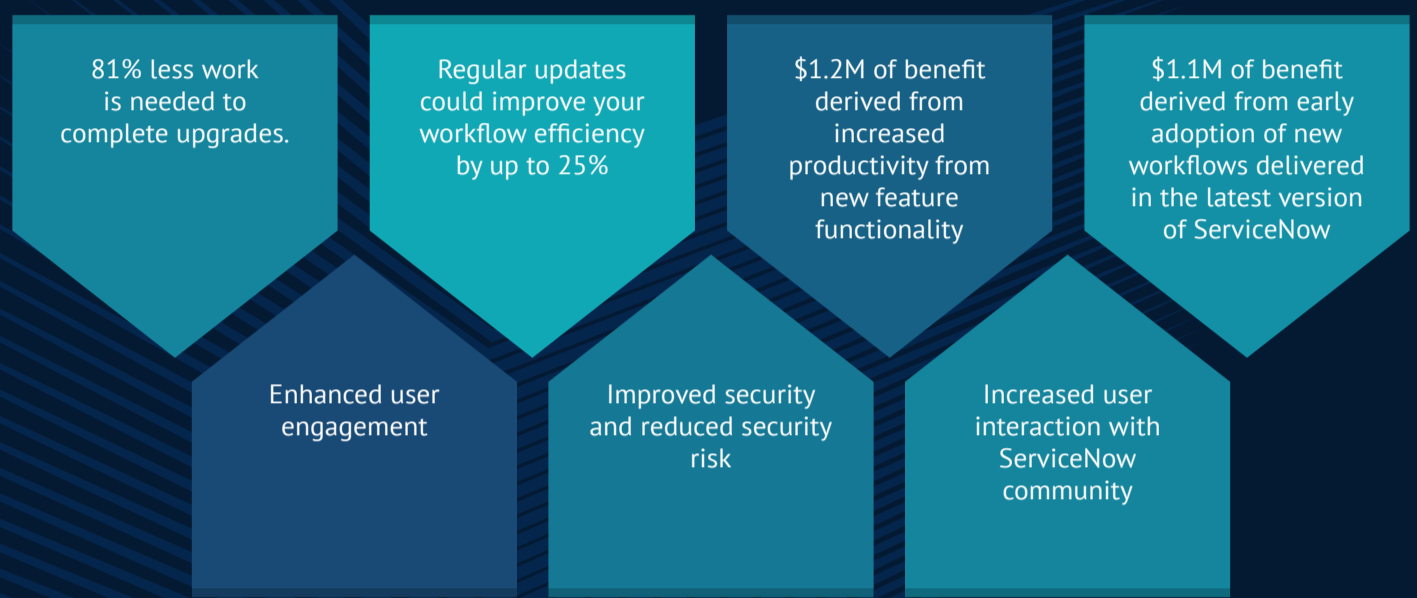 81% less work
is needed to
complete upgrades.
Regular updates
could improve your
workflow efficiency
by up to 25%
$1.2M of benefit
derived from
increased
productivity from
new feature
functionality
$1.1M of benefit
derived from early
adoption of new
workflows delivered
in the latest version
of ServiceNow
Enhanced user
engagement
Improved security
and reduced security
risk
Increased user
interaction with
ServiceNow
community